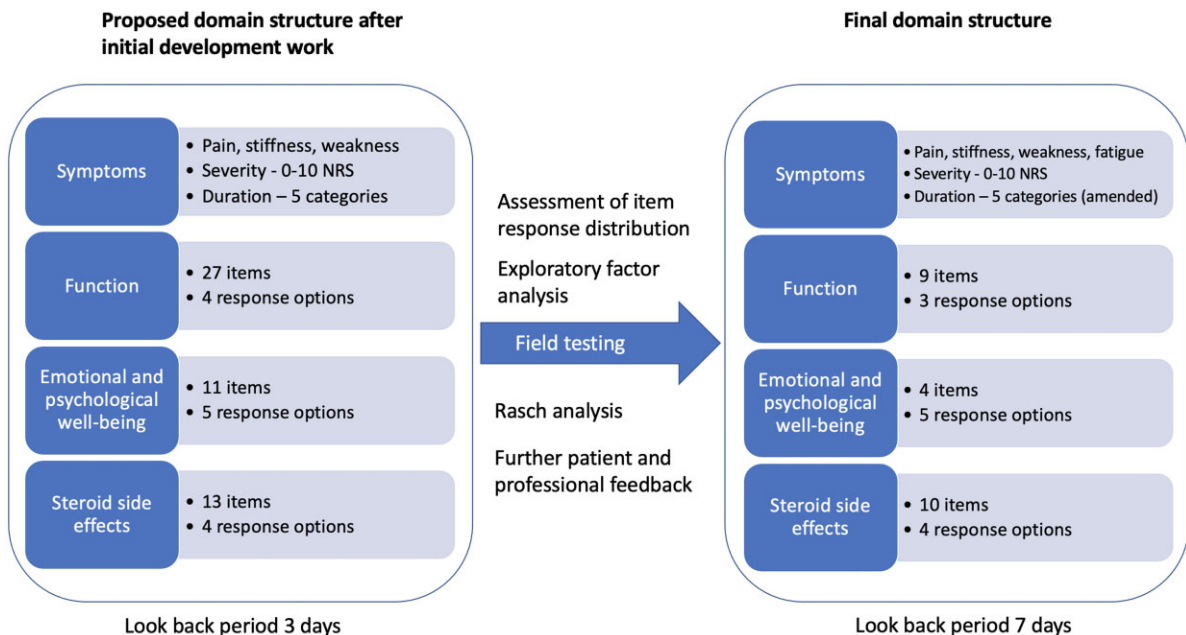 Proposed domain structure after
initial development work
Symptoms
• Pain, stiffness, weakness
• Severity - 0-10 NRS
• Duration – 5 categories
Function
• 27 items
• 4 response options
Emotional and
psychological
well-being
• 11 items
• 5 response options
Steroid side
effects
• 13 items
• 4 response options
Look back period 3 days
Assessment of item
response distribution
Exploratory factor
analysis
Field testing
Rasch analysis
Further patient and
professional feedback
Final domain structure
Symptoms
• Pain, stiffness, weakness, fatigue
• Severity - 0-10 NRS
• Duration – 5 categories (amended)
Function
• 9 items
• 3 response options
Emotional and
psychological
well-being
• 4 items
• 5 response options
Steroid side
effects
• 10 items
• 4 response options
Look back period 7 days